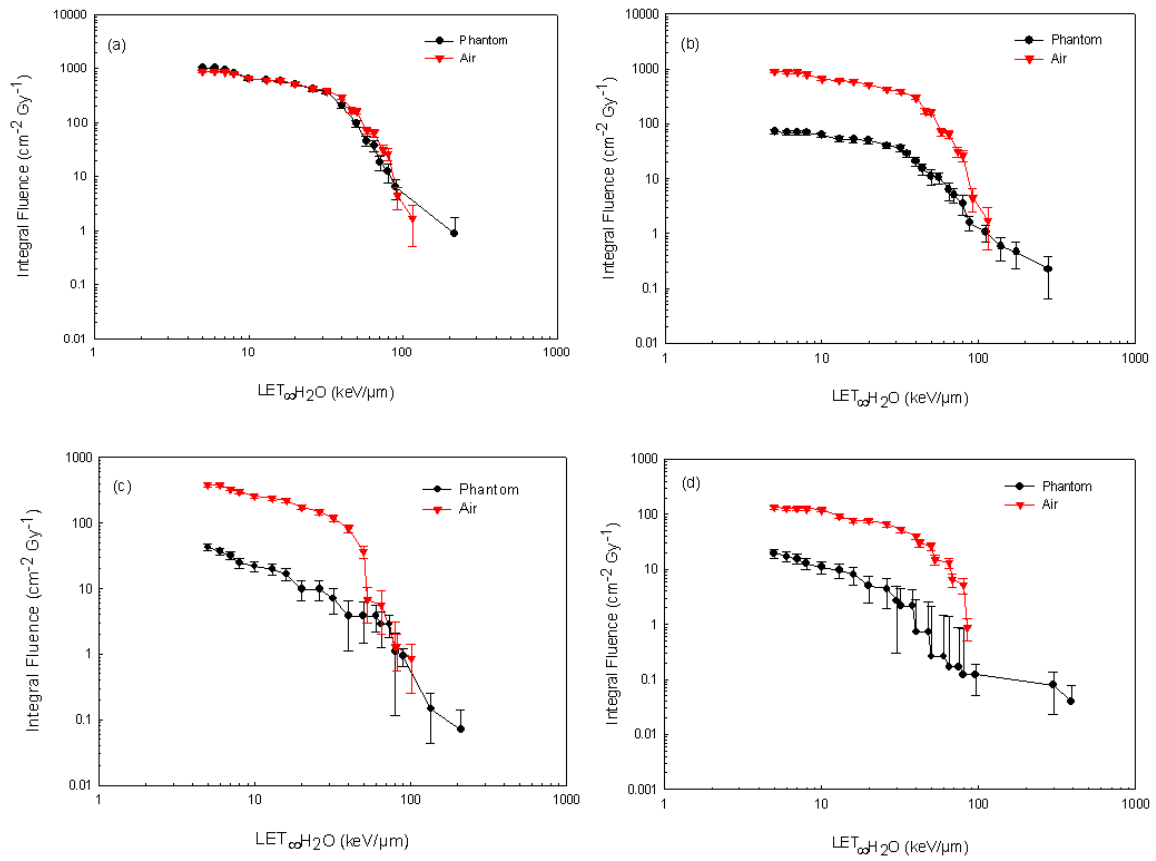 (a)
Phantom
Air
10000
1000
100
10
1
0.1
0.01
Integral Fluence (cm⁻² Gy⁻¹)
1 10 100 1000
LET∞H₂O (keV/µm)
(b)
Phantom
Air
10000
1000
100
10
1
0.1
0.01
Integral Fluence (cm⁻² Gy⁻¹)
1 10 100 1000
LET∞H₂O (keV/µm)
(c)
Phantom
Air
1000
100
10
1
0.1
0.01
Integral Fluence (cm⁻² Gy⁻¹)
1 10 100 1000
LET∞H₂O (keV/µm)
(d)
Phantom
Air
1000
100
10
1
0.1
0.01
0.001
Integral Fluence (cm⁻² Gy⁻¹)
1 10 100 1000
LET∞H₂O (keV/µm)